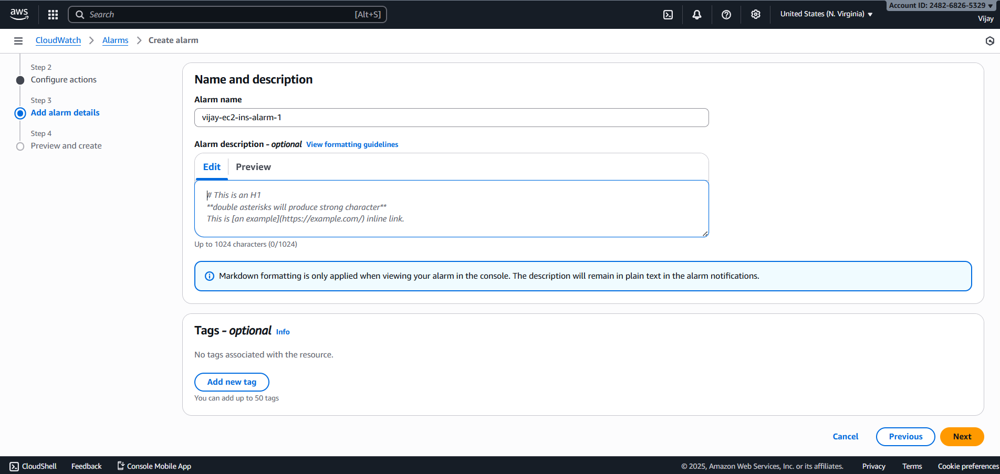 aws
Search
[Alt+S]
United States (N. Virginia)
Account ID: 2482-6826-5329
Vijay
CloudWatch
Alarms
Create alarm
Step 2
Configure actions
Step 3
Add alarm details
Step 4
Preview and create
Name and description
Alarm name
vijay-ec2-ins-alarm-1
Alarm description - optional View formatting guidelines
Edit
Preview
# This is an H1
**double asterisks will produce strong character**
This is [an example](https://example.com/) inline link.
Up to 1024 characters (0/1024)
Markdown formatting is only applied when viewing your alarm in the console. The description will remain in plain text in the alarm notifications.
Tags - optional Info
No tags associated with the resource.
Add new tag
You can add up to 50 tags
Cancel
Previous
Next
CloudShell
Feedback
Console Mobile App
© 2025, Amazon Web Services, Inc. or its affiliates.
Privacy
Terms
Cookie preferences